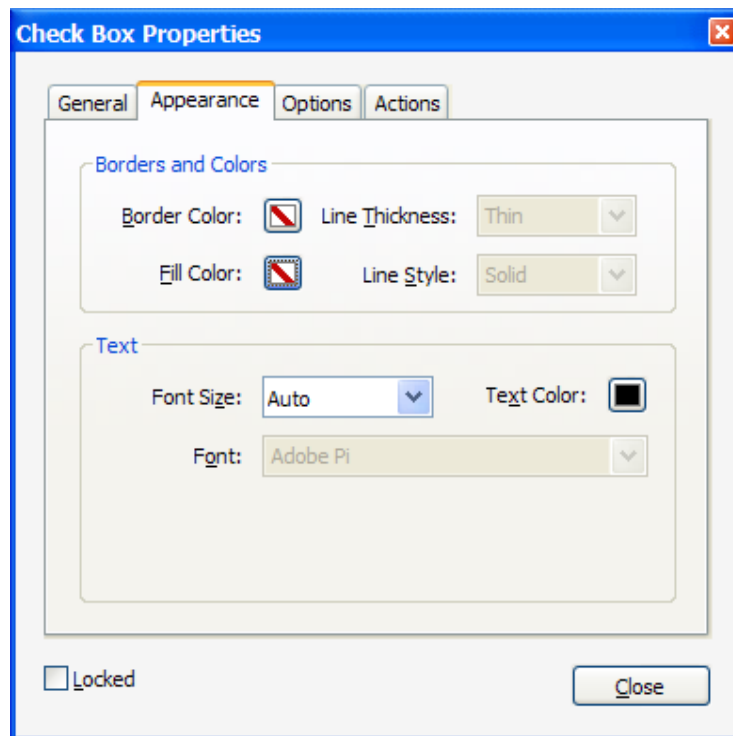 Check Box Properties
General Appearance Options Actions
Borders and Colors
Border Color: Line Thickness: Thin
Fill Color: Line Style: Solid
Text
Font Size: Auto Text Color:
Font: Adobe Pi
Locked Close